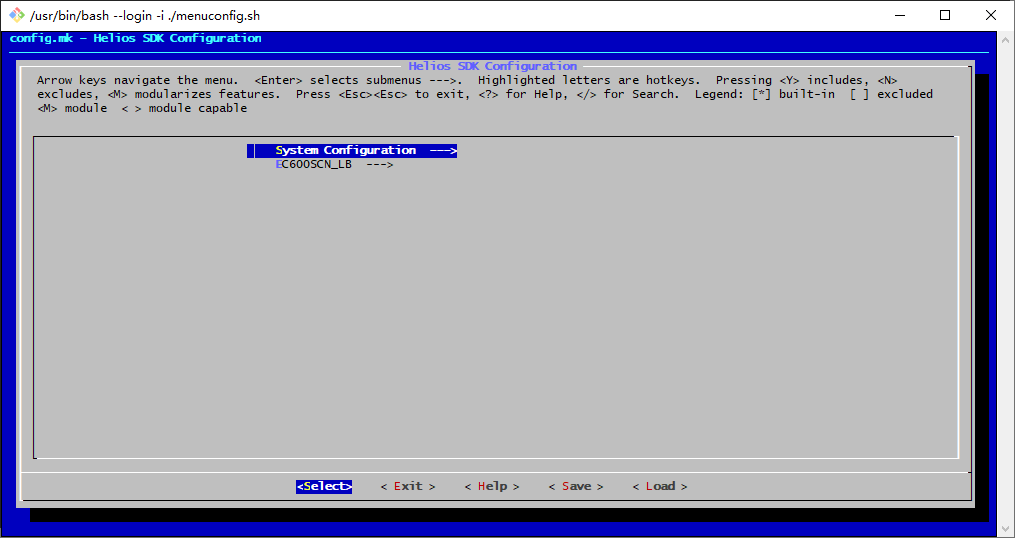 /usr/bin/bash --login -i ./menuconfig.sh
config.mk - Helios SDK Configuration
Helios SDK Configuration
Arrow keys navigate the menu.  <Enter> selects submenus --->.  Highlighted letters are hotkeys.  Pressing <Y> includes, <N>
excludes, <M> modularizes features.  Press <Esc><Esc> to exit, <?> for Help, </> for Search.  Legend: [*] built-in  [ ] excluded
<M> module  < > module capable
System Configuration  --->
EC600SCN_LB  --->
<Select>    < Exit >    < Help >    < Save >    < Load >